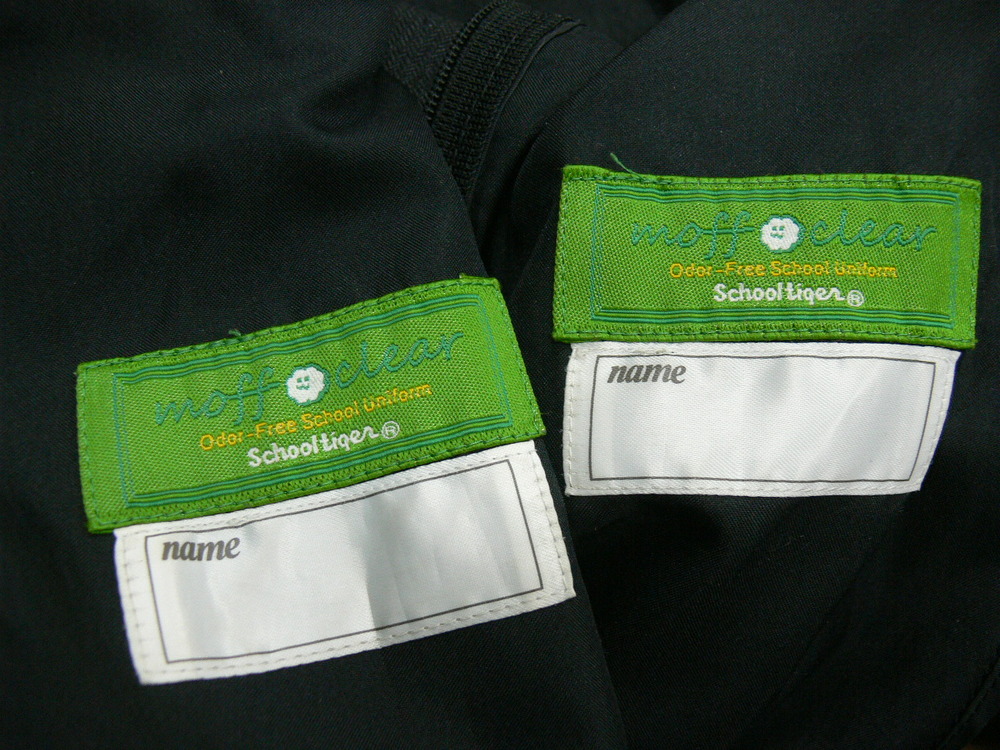 moff clear
Odor-Free School Uniform
Schooltiger®
name
moff clear
Odor-Free School Uniform
Schooltiger®
name